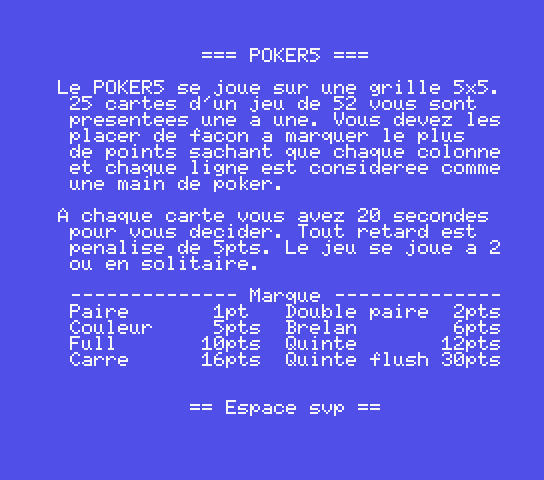 === POKER5 ===
Le POKER5 se joue sur une grille 5x5.
25 cartes d'un jeu de 52 vous sont
presentees une a une. Vous devez les
placer de facon a marquer le plus
de points sachant que chaque colonne
et chaque ligne est consideree comme
une main de poker.
A chaque carte vous avez 20 secondes
pour vous decider. Tout retard est
penalise de 5pts. Le jeu se joue a 2
ou en solitaire.
-------------- Marque --------------
Paire 1pt Double paire 2pts
Couleur 5pts Brelan 6pts
Full 10pts Quinte 12pts
Carre 16pts Quinte flush 30pts
== Espace svp ==